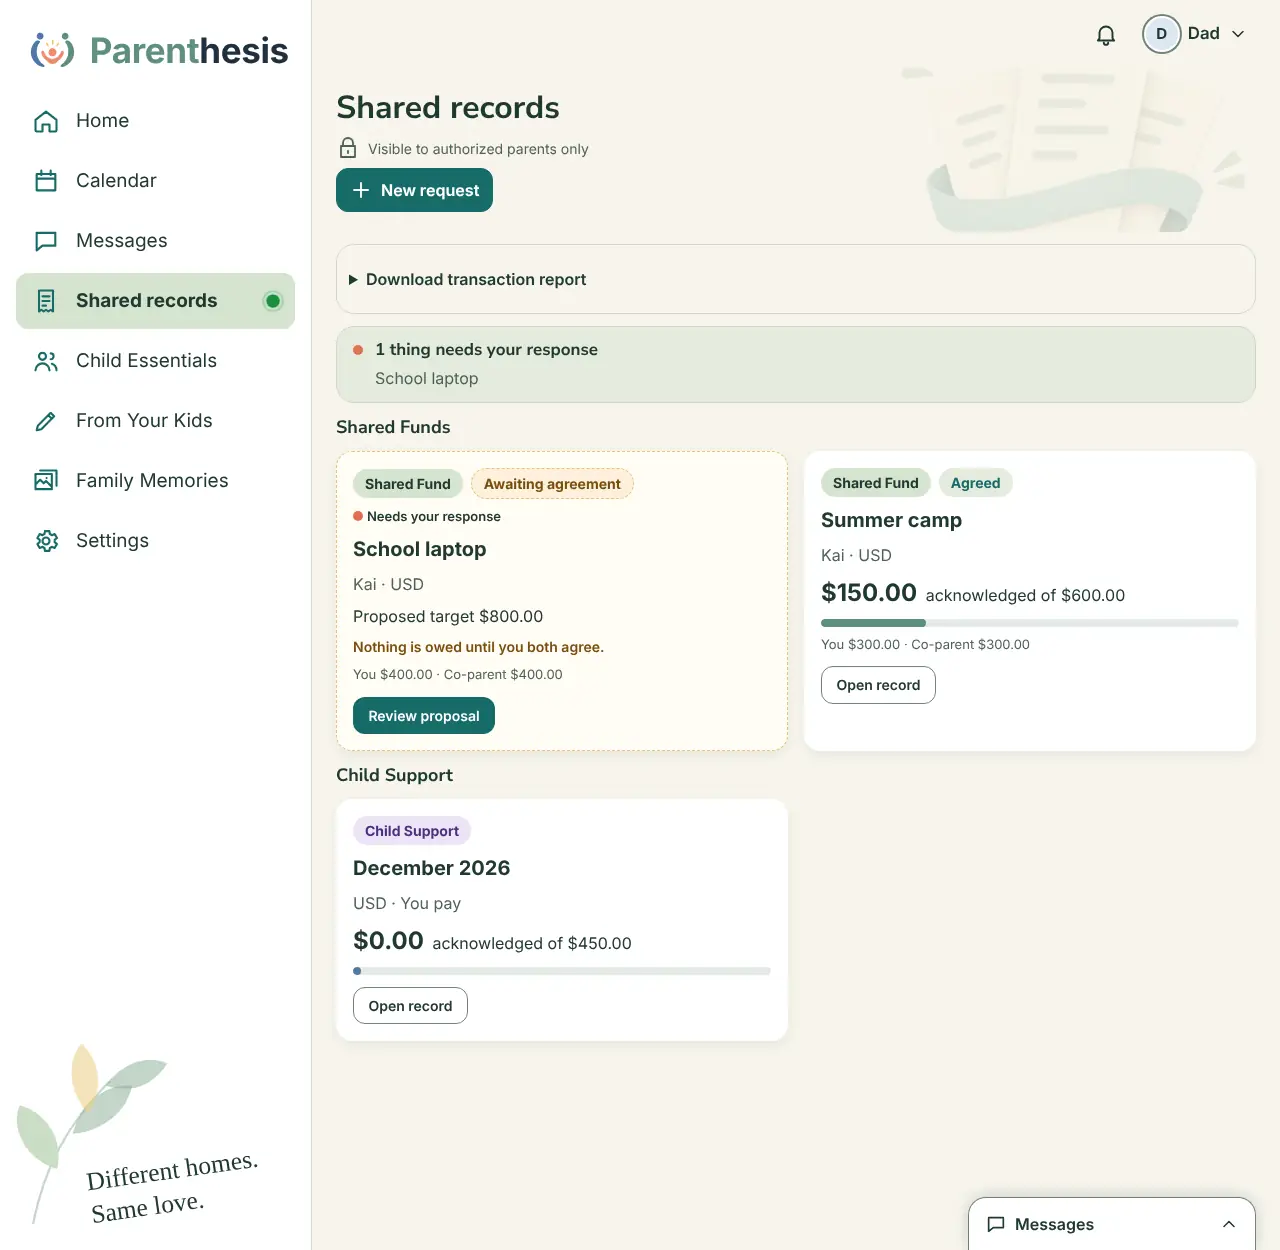 Parenthesis
Home
Calendar
Messages
Shared records
Child Essentials
From Your Kids
Family Memories
Settings
Different homes.
Same love.
D Dad
Shared records
Visible to authorized parents only
New request
Download transaction report
1 thing needs your response
School laptop
Shared Funds
Shared Fund Awaiting agreement
Needs your response
School laptop
Kai · USD
Proposed target $800.00
Nothing is owed until you both agree.
You $400.00 · Co-parent $400.00
Review proposal
Shared Fund Agreed
Summer camp
Kai · USD
$150.00 acknowledged of $600.00
You $300.00 · Co-parent $300.00
Open record
Child Support
Child Support
December 2026
USD · You pay
$0.00 acknowledged of $450.00
Open record
Messages